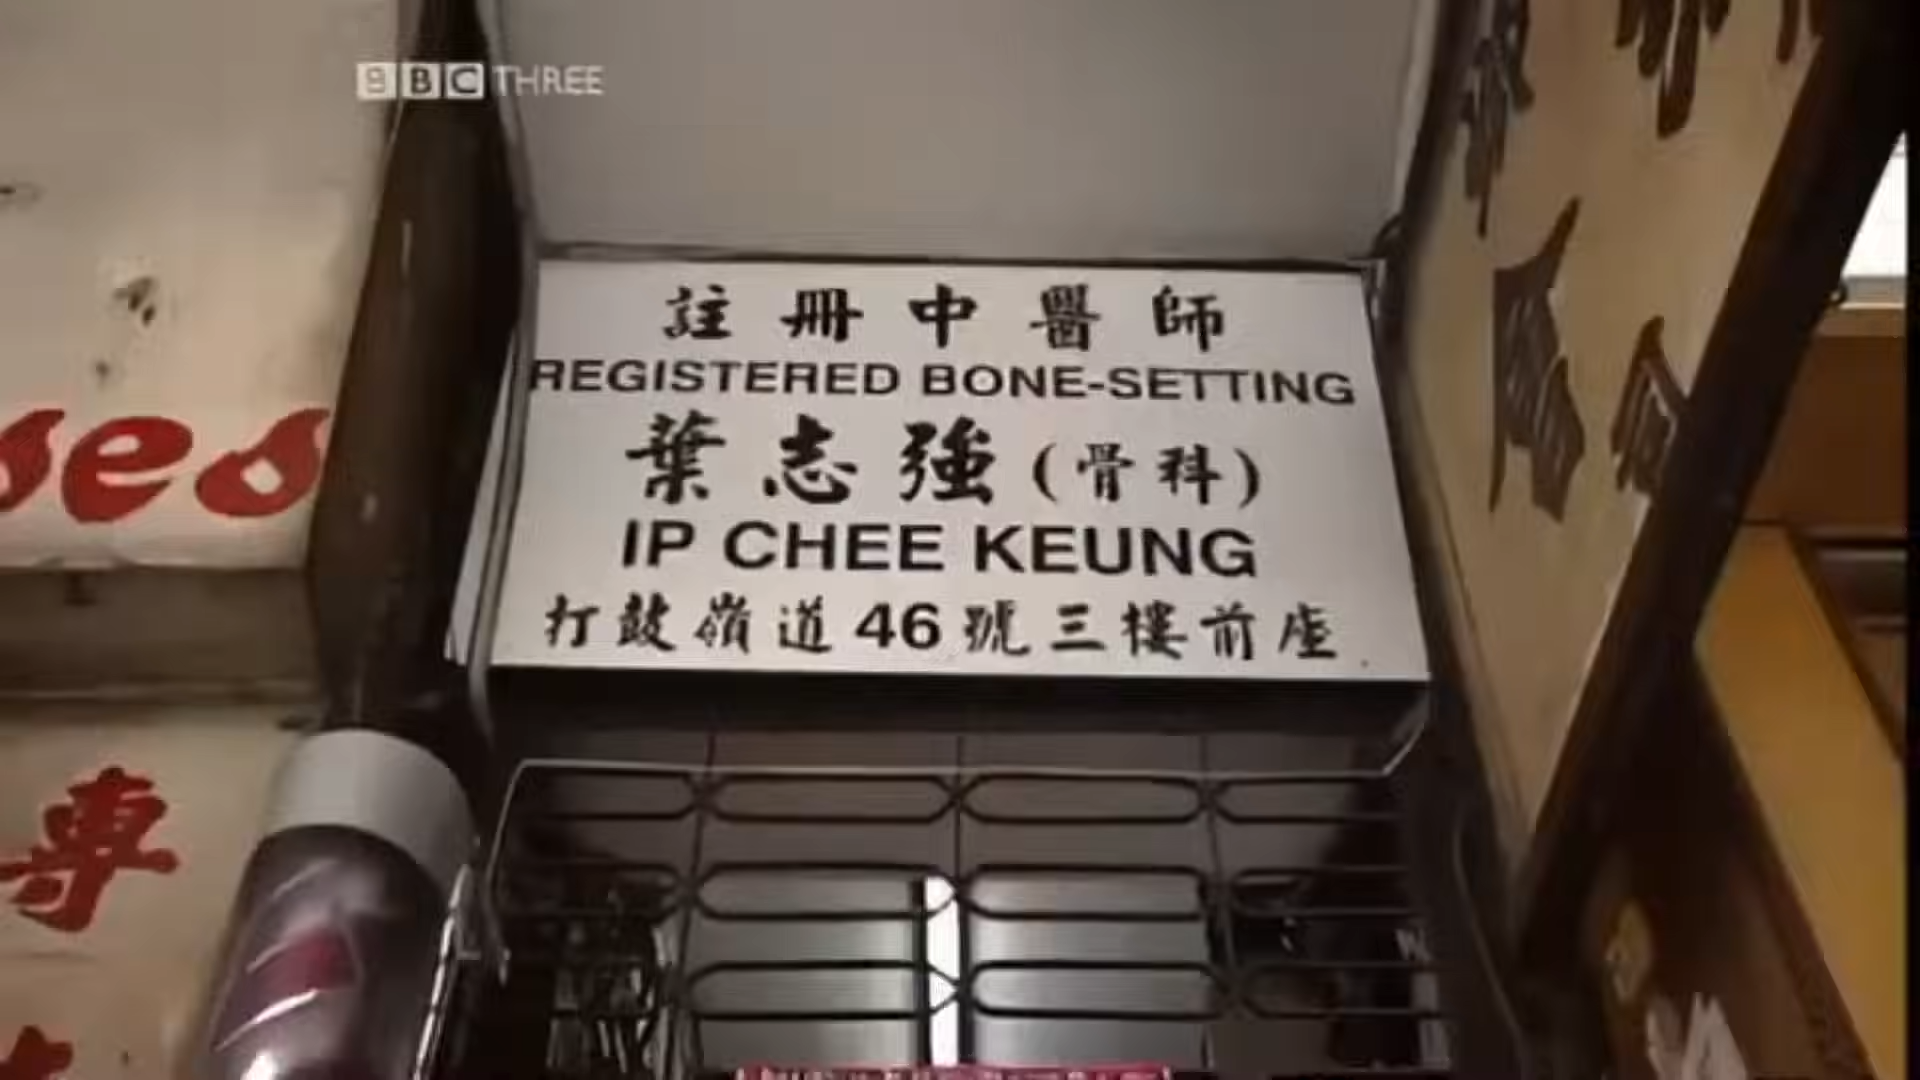 BBC THREE
註冊中醫師
REGISTERED BONE-SETTING
葉志強(骨科)
IP CHEE KEUNG
打鼓嶺道46號三樓前座
ses
專